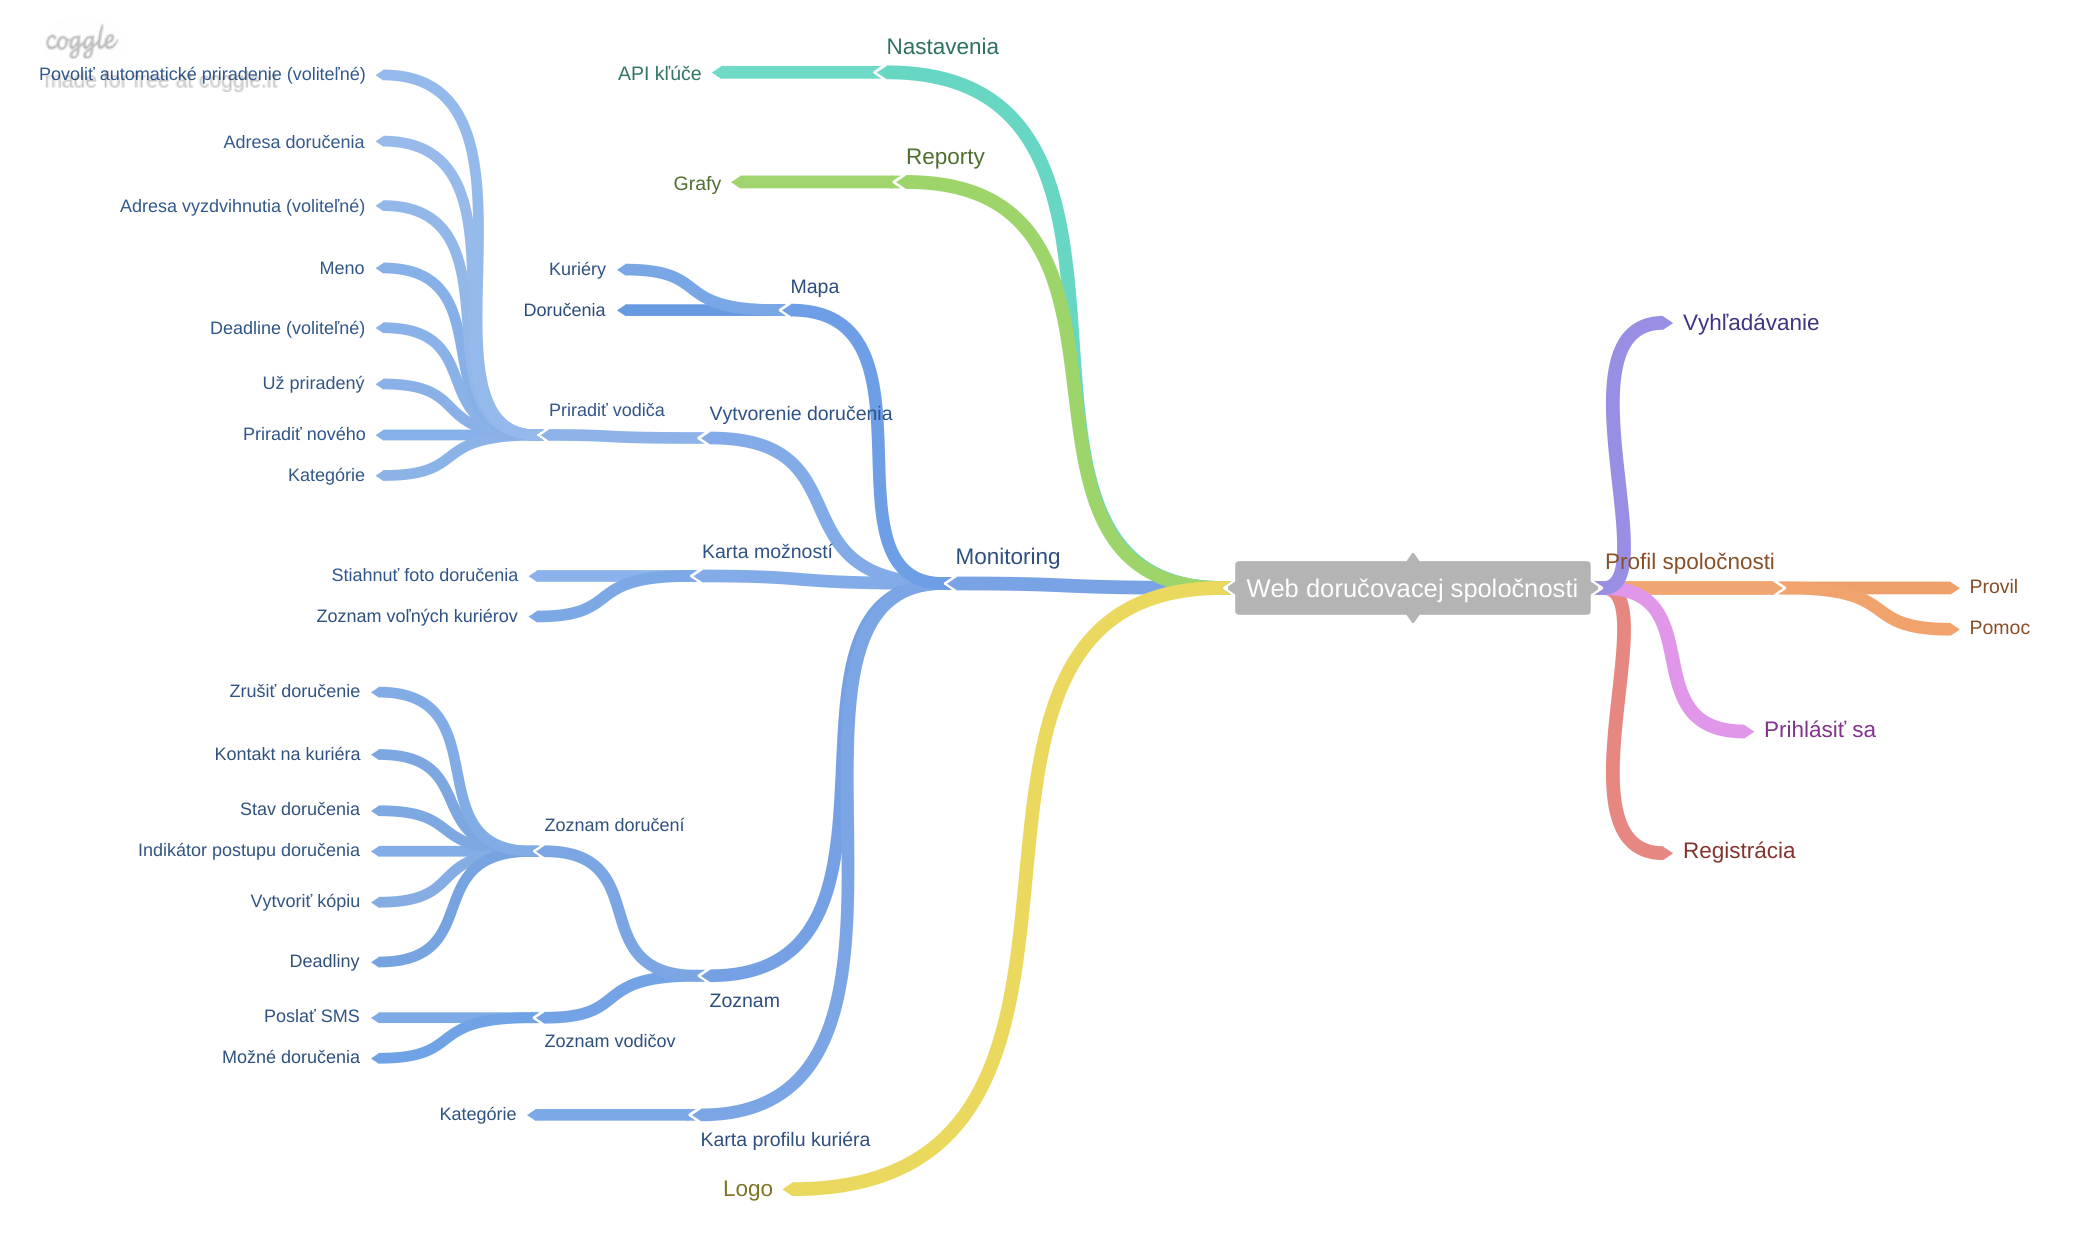 coggle
made for free at coggle.it
Povoliť automatické priradenie (voliteľné)
Adresa doručenia
Adresa vyzdvihnutia (voliteľné)
Meno
Deadline (voliteľné)
Už priradený
Priradiť nového
Kategórie
Priradiť vodiča
Vytvorenie doručenia
Nastavenia
API kľúče
Reporty
Grafy
Kuriéry
Doručenia
Mapa
Karta možností
Stiahnuť foto doručenia
Zoznam voľných kuriérov
Monitoring
Zrušiť doručenie
Kontakt na kuriéra
Stav doručenia
Indikátor postupu doručenia
Vytvoriť kópiu
Deadliny
Zoznam doručení
Zoznam
Poslať SMS
Možné doručenia
Zoznam vodičov
Kategórie
Karta profilu kuriéra
Logo
Web doručovacej spoločnosti
Vyhľadávanie
Profil spoločnosti
Provil
Pomoc
Prihlásiť sa
Registrácia